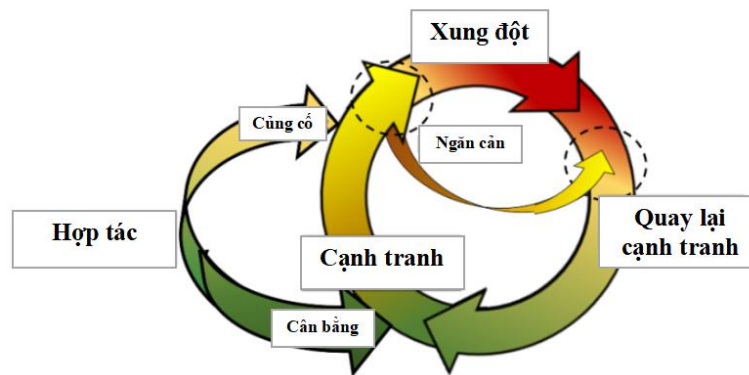 Xung đột
Củng cố
Ngăn cản
Hợp tác
Cạnh tranh
Quay lại
cạnh tranh
Cân bằng